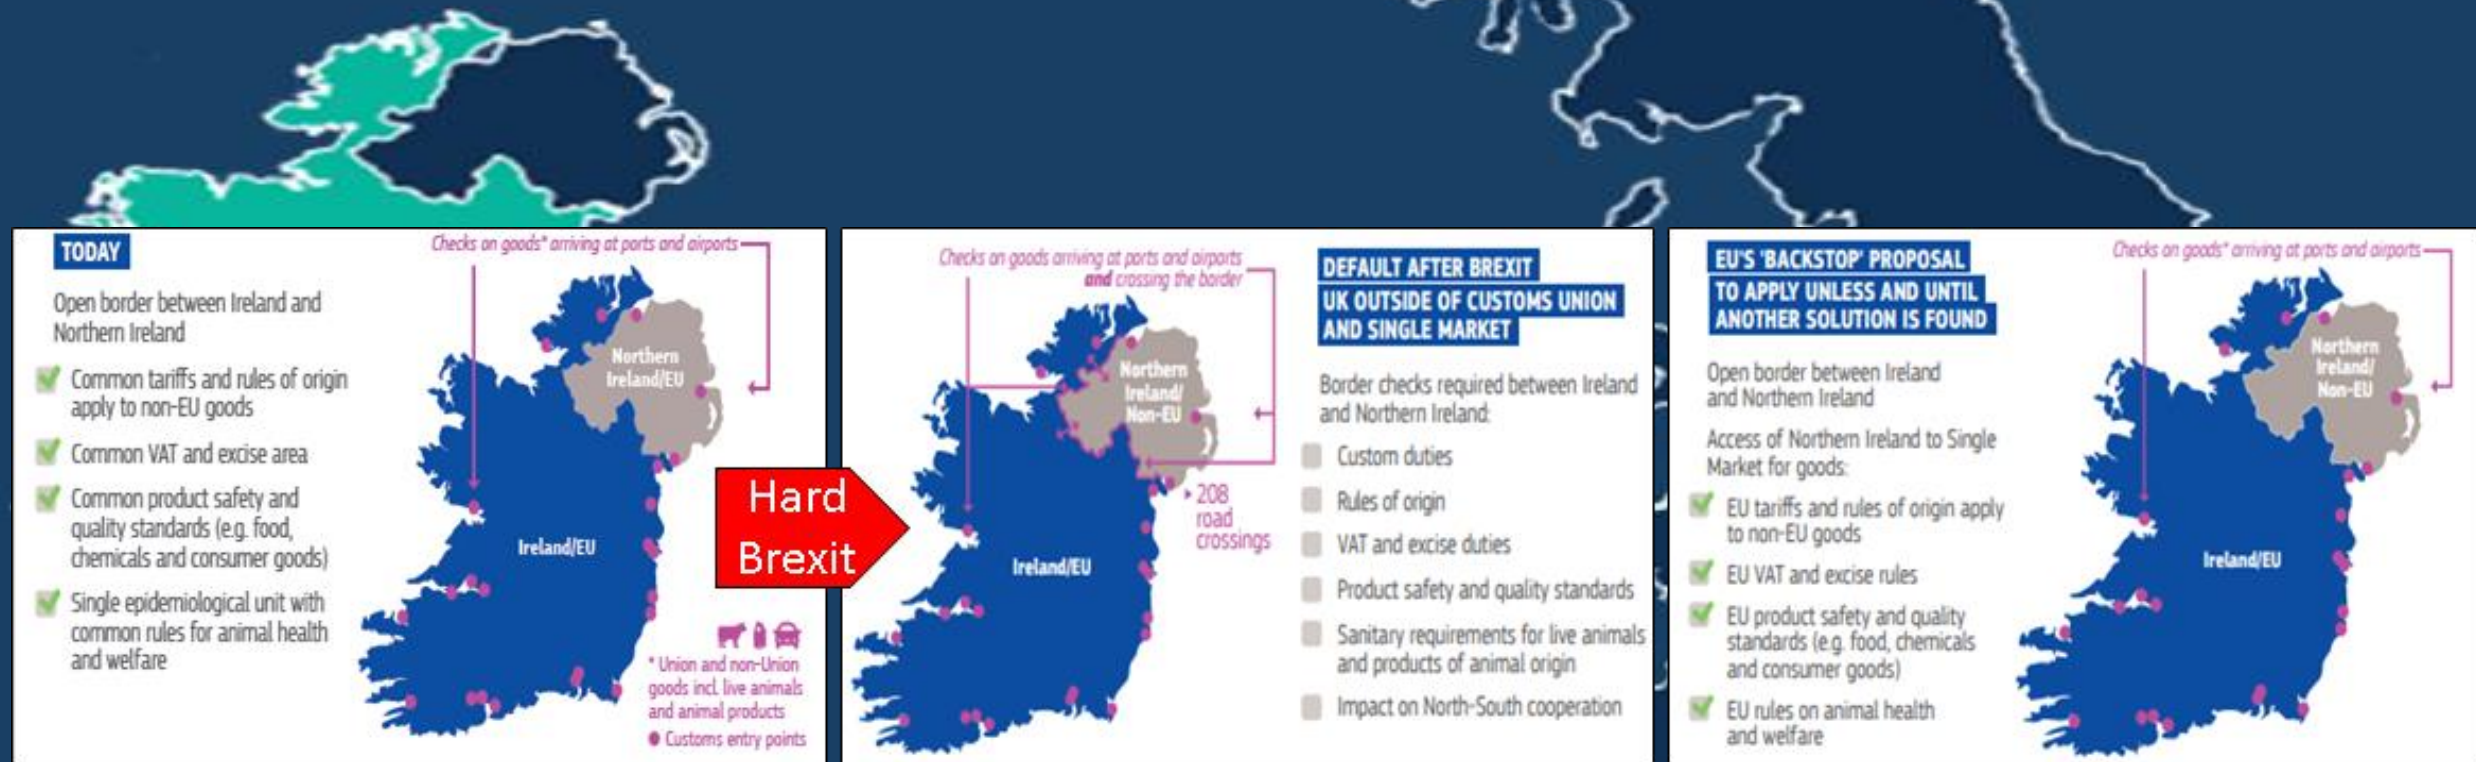 TODAY
Open border between Ireland and
Northern Ireland
Common tariffs and rules of origin
apply to non-EU goods
Common VAT and excise area
Common product safety and
quality standards (e.g. food,
chemicals and consumer goods)
Single epidemiological unit with
common rules for animal health
and welfare
Checks on goods* arriving at ports and airports
Northern
Ireland/EU
Ireland/EU
* Union and non-Union
goods incl. live animals
and animal products
Customs entry points
Hard
Brexit
Checks on goods arriving at ports and airports
and crossing the border
Northern
Ireland/
Non-EU
208
road
crossings
Ireland/EU
DEFAULT AFTER BREXIT
UK OUTSIDE OF CUSTOMS UNION
AND SINGLE MARKET
Border checks required between Ireland
and Northern Ireland:
Custom duties
Rules of origin
VAT and excise duties
Product safety and quality standards
Sanitary requirements for live animals
and products of animal origin
Impact on North-South cooperation
EU'S 'BACKSTOP' PROPOSAL
TO APPLY UNLESS AND UNTIL
ANOTHER SOLUTION IS FOUND
Open border between Ireland
and Northern Ireland
Access of Northern Ireland to Single
Market for goods:
EU tariffs and rules of origin apply
to non-EU goods
EU VAT and excise rules
EU product safety and quality
standards (e.g. food, chemicals
and consumer goods)
EU rules on animal health
and welfare
Checks on goods* arriving at ports and airports
Northern
Ireland/
Non-EU
Ireland/EU